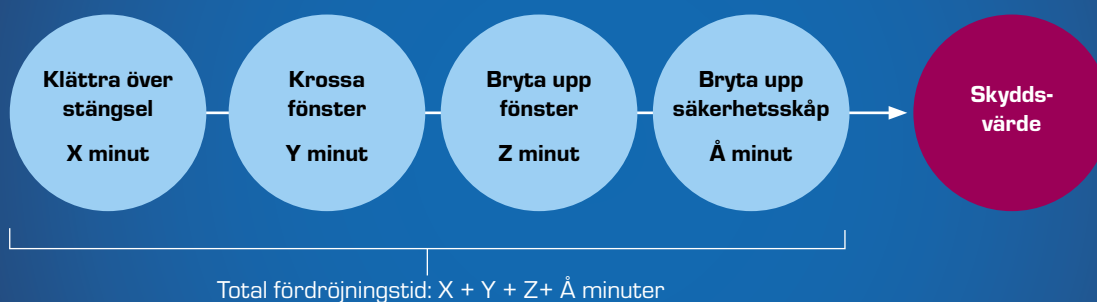 Klättra över
stängsel
X minut
Krossa
fönster
Y minut
Bryta upp
fönster
Z minut
Bryta upp
säkerhetsskåp
Å minut
Skydds-
värde
Total fördröjningstid: X + Y + Z+ Å minuter